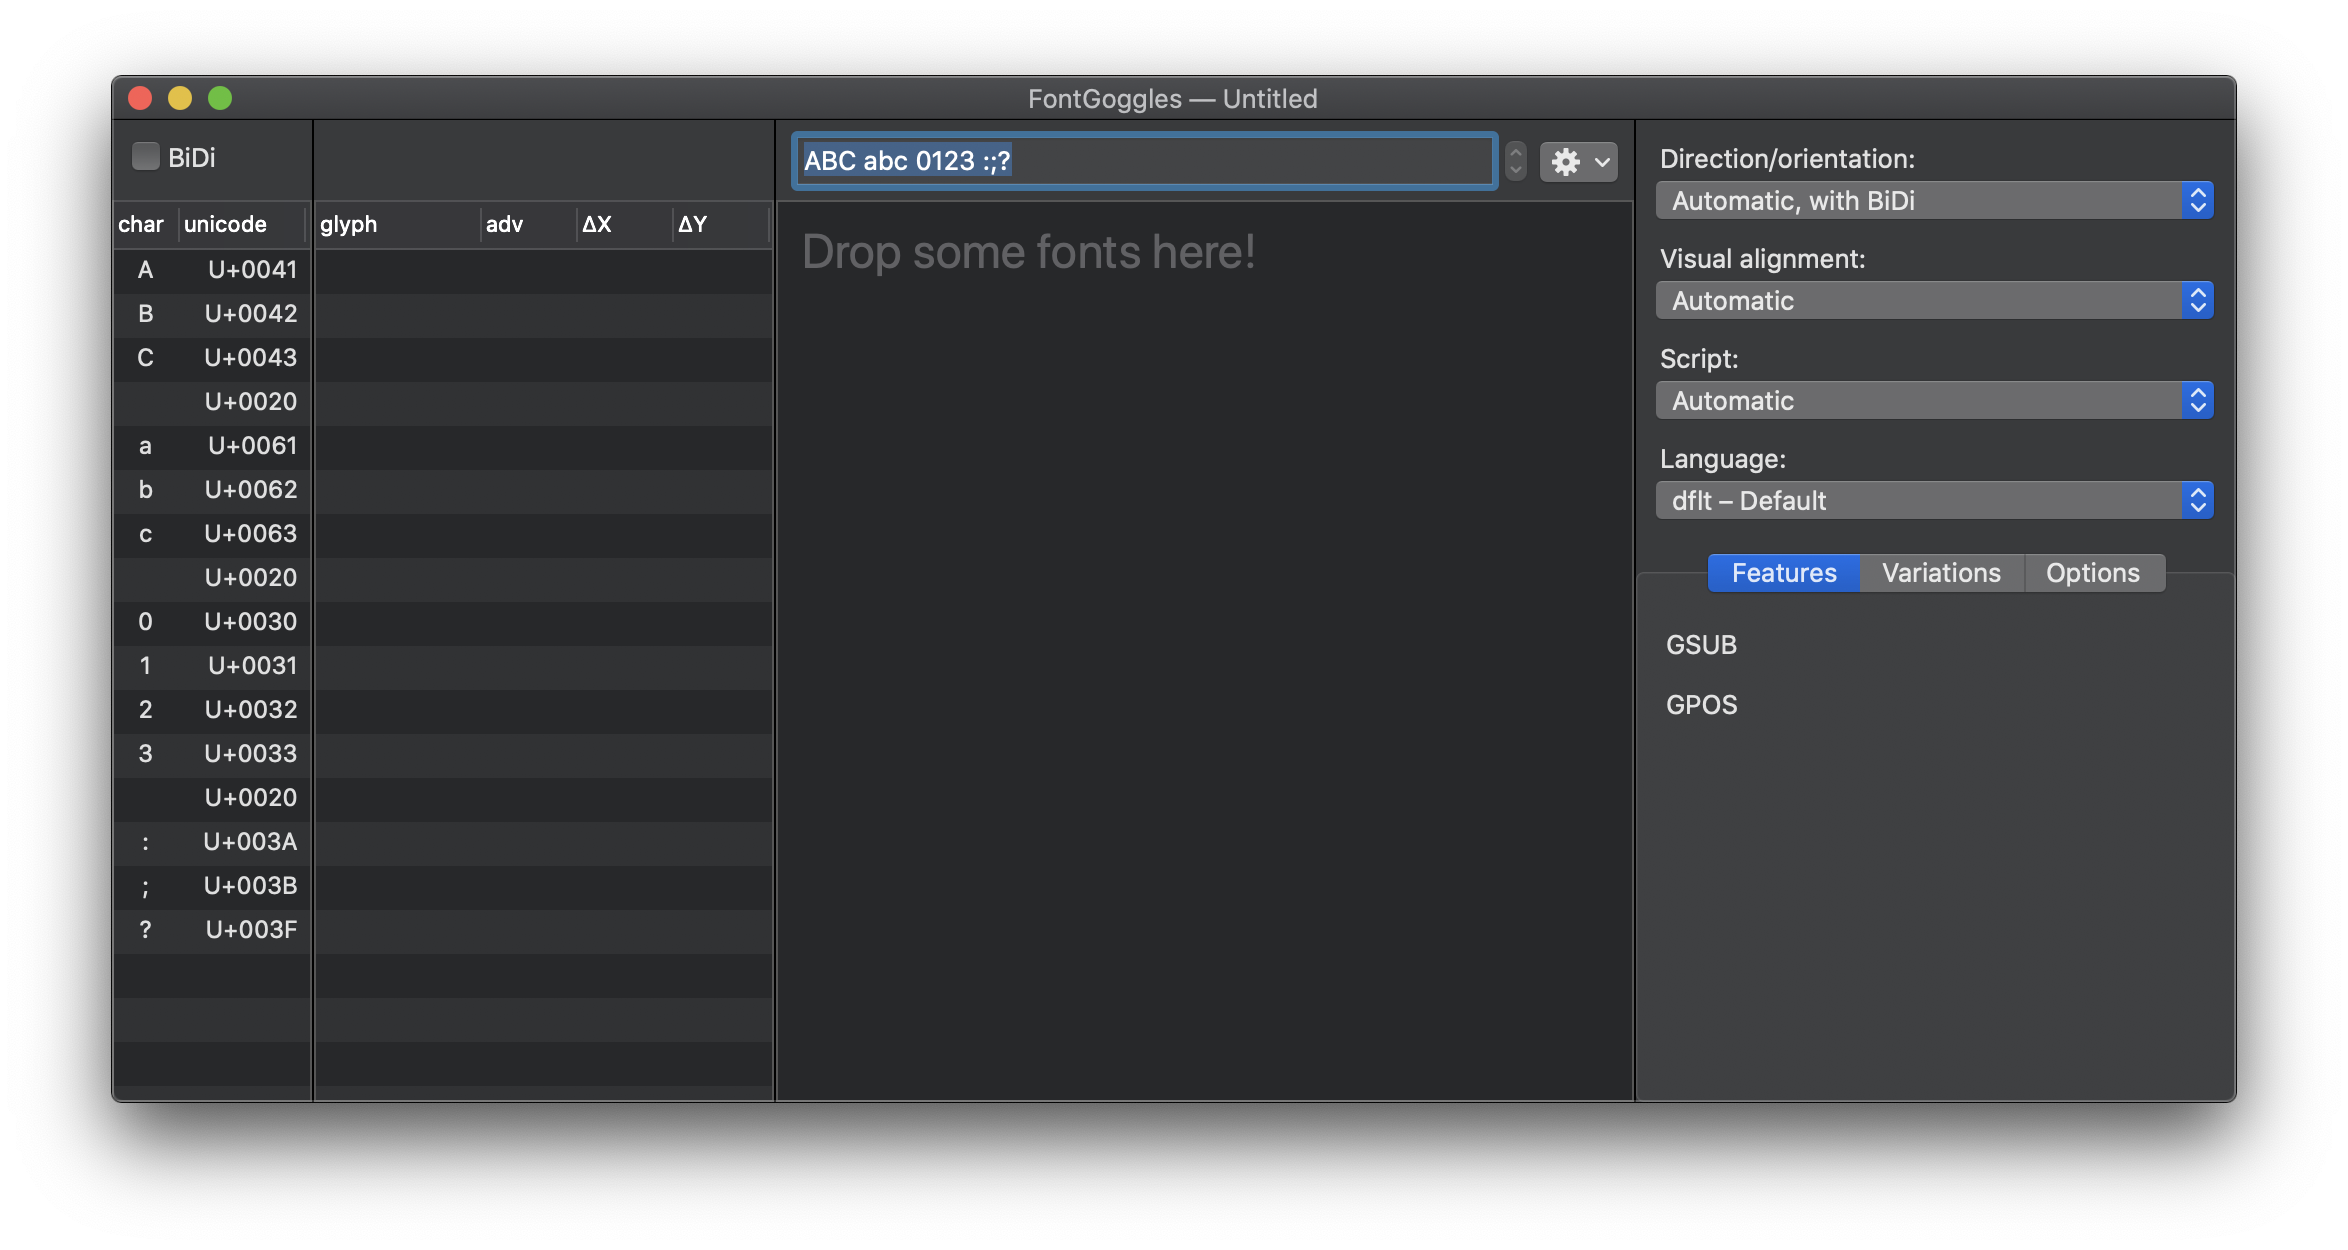 FontGoggles — Untitled
BiDi
ABC abc 0123 :;?
char unicode glyph adv ΔX ΔY
A U+0041
B U+0042
C U+0043
U+0020
a U+0061
b U+0062
c U+0063
U+0020
0 U+0030
1 U+0031
2 U+0032
3 U+0033
U+0020
: U+003A
; U+003B
? U+003F
Drop some fonts here!
Direction/orientation:
Automatic, with BiDi
Visual alignment:
Automatic
Script:
Automatic
Language:
dflt – Default
Features Variations Options
GSUB
GPOS